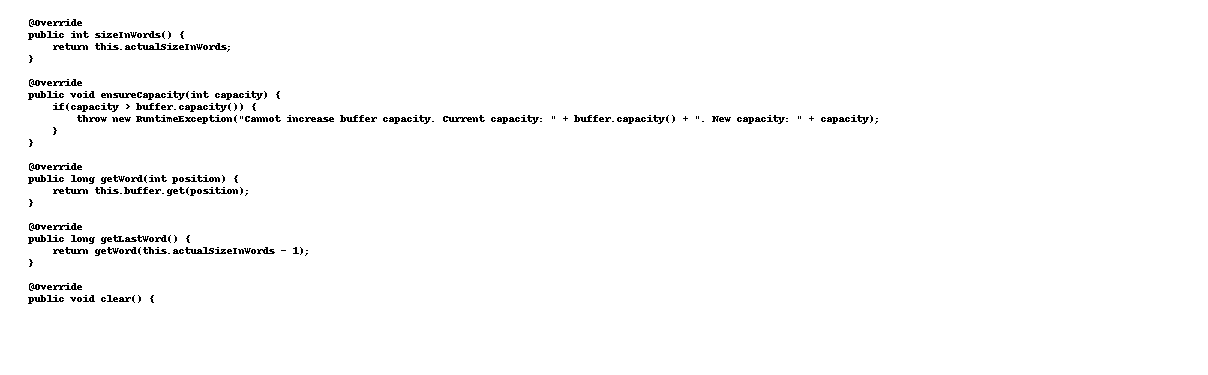 @Override
public int sizeInWords() {
    return this.actualSizeInWords;
}

@Override
public void ensureCapacity(int capacity) {
    if(capacity > buffer.capacity()) {
        throw new RuntimeException("Cannot increase buffer capacity. Current capacity: " + buffer.capacity() + ". New capacity: " + capacity);
    }
}

@Override
public long getWord(int position) {
    return this.buffer.get(position);
}

@Override
public long getLastWord() {
    return getWord(this.actualSizeInWords - 1);
}

@Override
public void clear() {